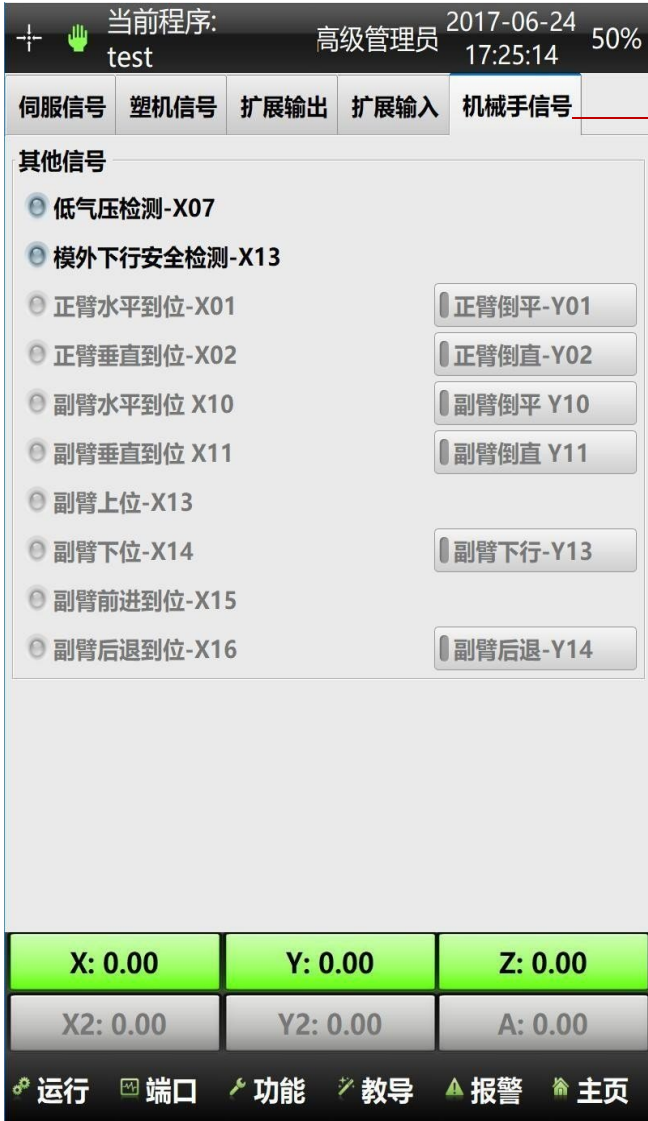 当前程序:
test
高级管理员
2017-06-24
17:25:14
50%
伺服信号 塑机信号 扩展输出 扩展输入 机械手信号
其他信号
低气压检测-X07
模外下行安全检测-X13
正臂水平到位-X01 正臂倒平-Y01
正臂垂直到位-X02 正臂倒直-Y02
副臂水平到位 X10 副臂倒平 Y10
副臂垂直到位 X11 副臂倒直 Y11
副臂上位-X13
副臂下位-X14 副臂下行-Y13
副臂前进到位-X15
副臂后退到位-X16 副臂后退-Y14
X: 0.00 Y: 0.00 Z: 0.00
X2: 0.00 Y2: 0.00 A: 0.00
运行 端口 功能 教导 报警 主页